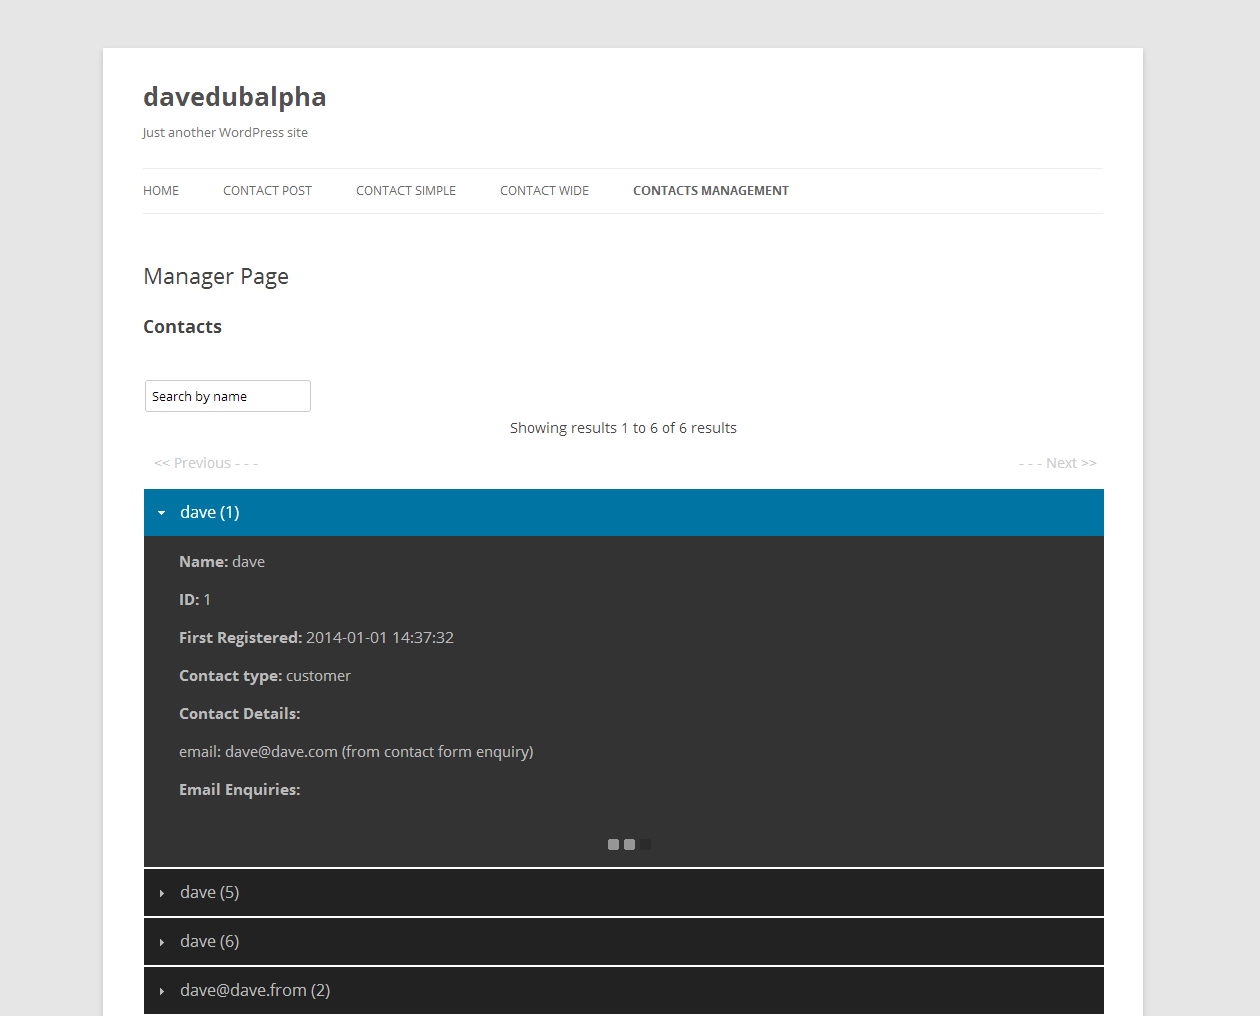 davedubalpha
Just another WordPress site
HOME CONTACT POST CONTACT SIMPLE CONTACT WIDE CONTACTS MANAGEMENT
Manager Page
Contacts
Search by name
Showing results 1 to 6 of 6 results
<< Previous - - - - - - Next >>
dave (1)
Name: dave
ID: 1
First Registered: 2014-01-01 14:37:32
Contact type: customer
Contact Details:
email: dave@dave.com (from contact form enquiry)
Email Enquiries:
dave (5)
dave (6)
dave@dave.from (2)